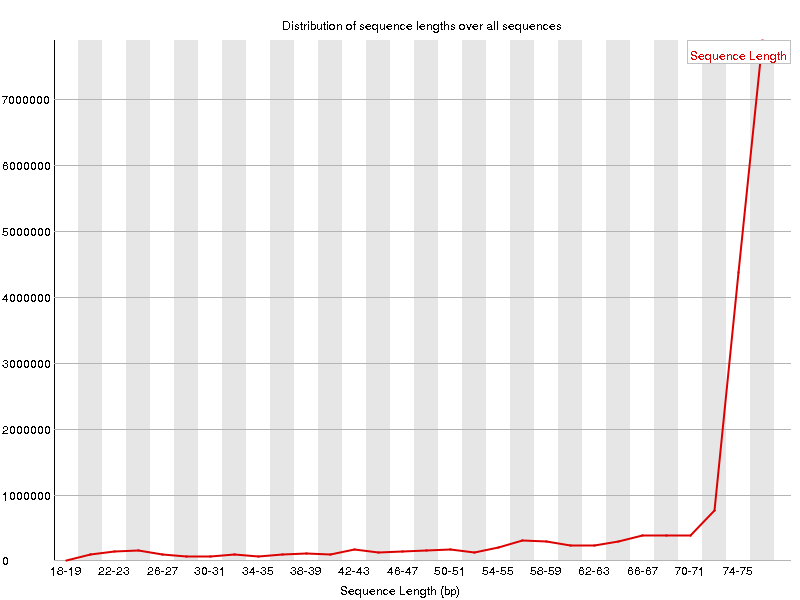 Distribution of sequence lengths over all sequences
Sequence Length
7000000
6000000
5000000
4000000
3000000
2000000
1000000
0
18-19 22-23 26-27 30-31 34-35 38-39 42-43 46-47 50-51 54-55 58-59 62-63 66-67 70-71 74-75
Sequence Length (bp)